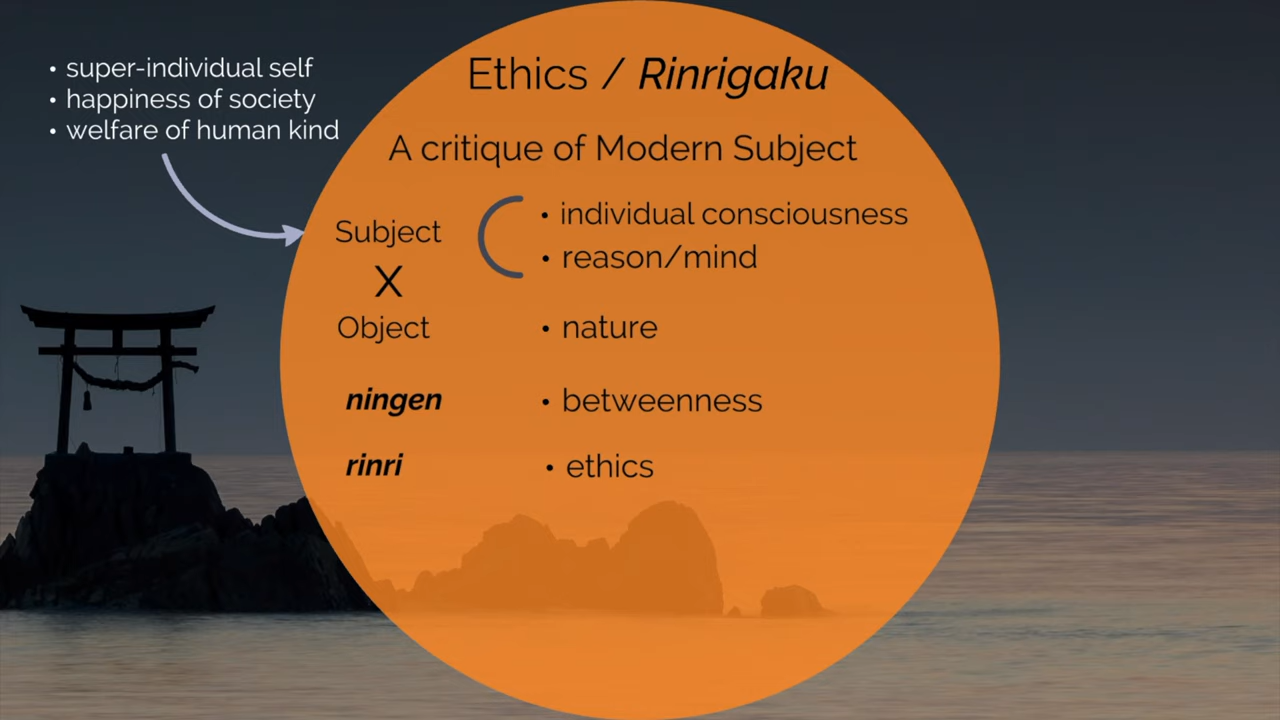 • super-individual self
• happiness of society
• welfare of human kind
Ethics / Rinrigaku
A critique of Modern Subject
Subject
• individual consciousness
• reason/mind
X
Object
• nature
ningen
• betweenness
rinri
• ethics